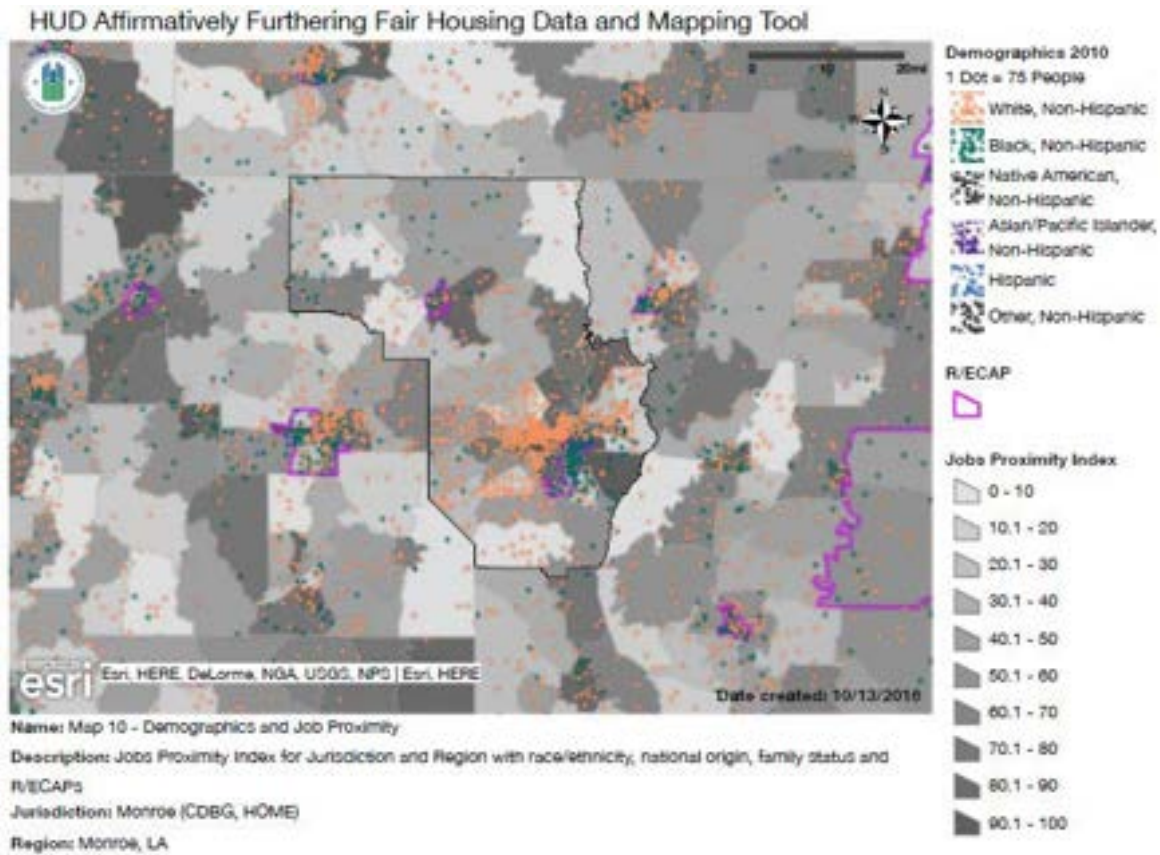 HUD Affirmatively Furthering Fair Housing Data and Mapping Tool
0 10 20mi
N
Demographics 2010
1 Dot = 75 People
White, Non-Hispanic
Black, Non-Hispanic
Native American,
Non-Hispanic
Asian/Pacific Islander,
Non-Hispanic
Hispanic
Other, Non-Hispanic
R/ECAP
Jobs Proximity Index
0 - 10
10.1 - 20
20.1 - 30
30.1 - 40
40.1 - 50
50.1 - 60
60.1 - 70
70.1 - 80
80.1 - 90
90.1 - 100
esri
Esri, HERE, DeLorme, NGA, USGS, NPS | Esri, HERE
Date created: 10/13/2016
Name: Map 10 - Demographics and Job Proximity
Description: Jobs Proximity Index for Jurisdiction and Region with race/ethnicity, national origin, family status and
R/ECAPs
Jurisdiction: Monroe (CDBG, HOME)
Region: Monroe, LA